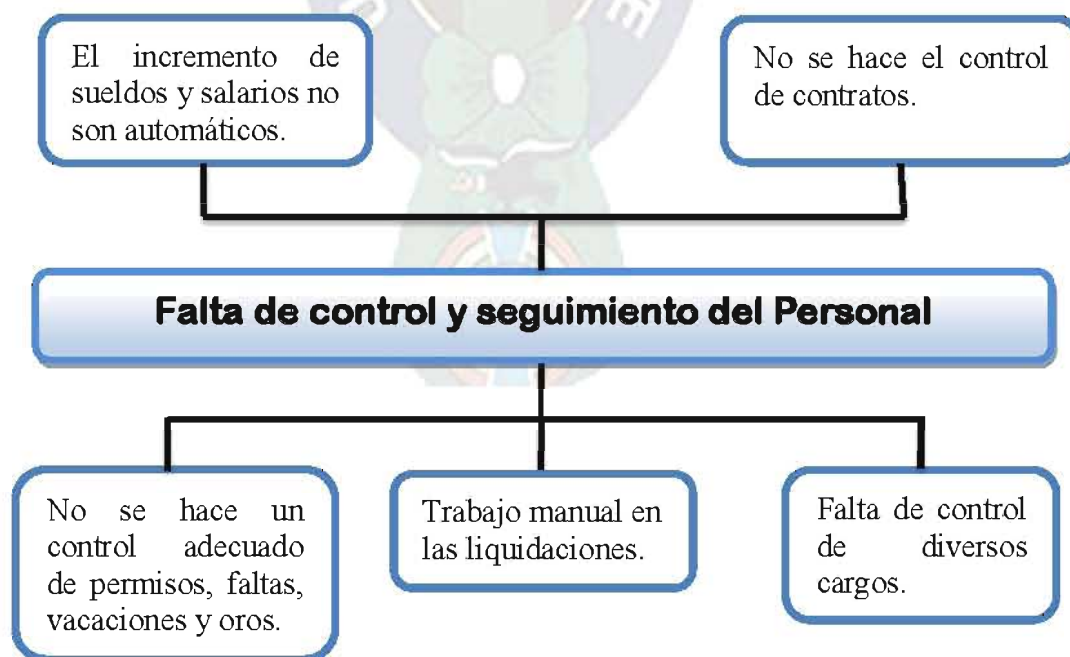 El incremento de
sueldos y salarios no
son automáticos.
No se hace el control
de contratos.
Falta de control y seguimiento del Personal
No se hace un
control adecuado
de permisos, faltas,
vacaciones y oros.
Trabajo manual en
las liquidaciones.
Falta de control
de diversos
cargos.